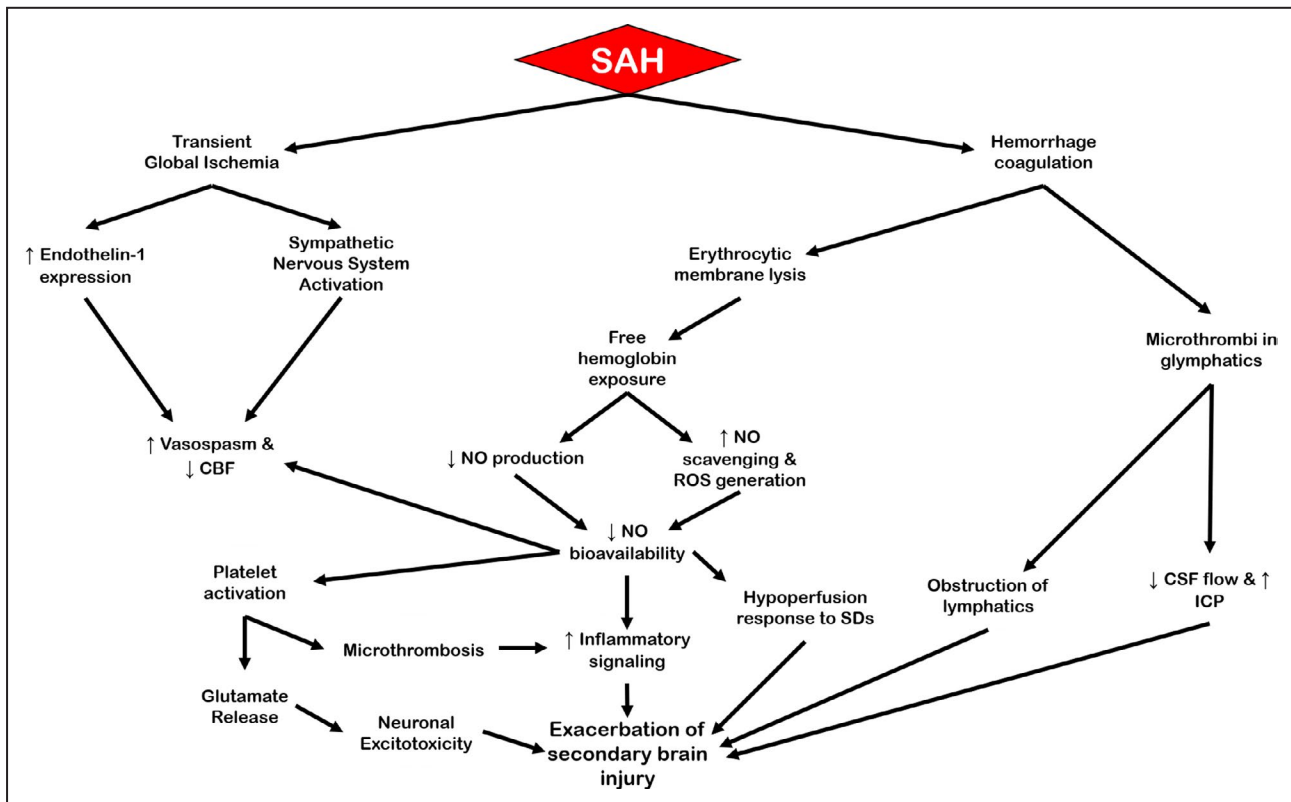 SAH
Transient
Global Ischemia
Hemorrhage
coagulation
↑ Endothelin-1
expression
Sympathetic
Nervous System
Activation
Erythrocytic
membrane lysis
Free
hemoglobin
exposure
Microthrombi in
glymphatics
↑ Vasospasm &
↓ CBF
↓ NO production
↑ NO
scavenging &
ROS generation
↓ NO
bioavailability
Platelet
activation
Hypoperfusion
response to SDs
Obstruction of
lymphatics
↓ CSF flow & ↑
ICP
Microthrombosis
↑ Inflammatory
signaling
Glutamate
Release
Neuronal
Excitotoxicity
Exacerbation of
secondary brain
injury